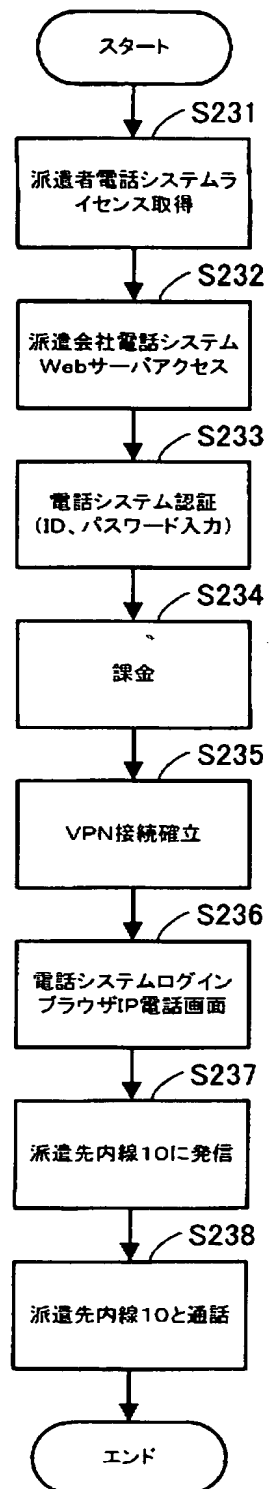 スタート
S231
派遣者電話システムラ
イセンス取得
S232
派遣会社電話システム
Webサーバアクセス
S233
電話システム認証
(ID、パスワード入力)
S234
課金
S235
VPN接続確立
S236
電話システムログイン
ブラウザIP電話画面
S237
派遣先内線10に発信
S238
派遣先内線10と通話
エンド